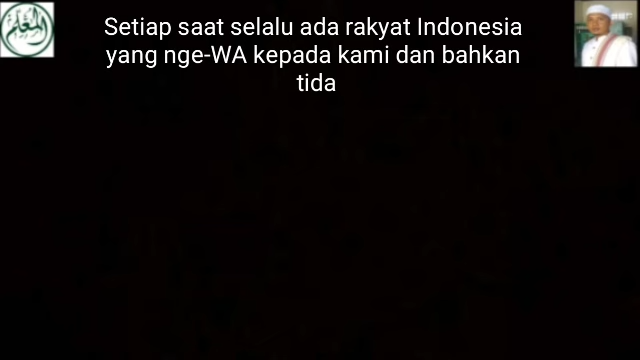 Setiap saat selalu ada rakyat Indonesia
yang nge-WA kepada kami dan bahkan
tida